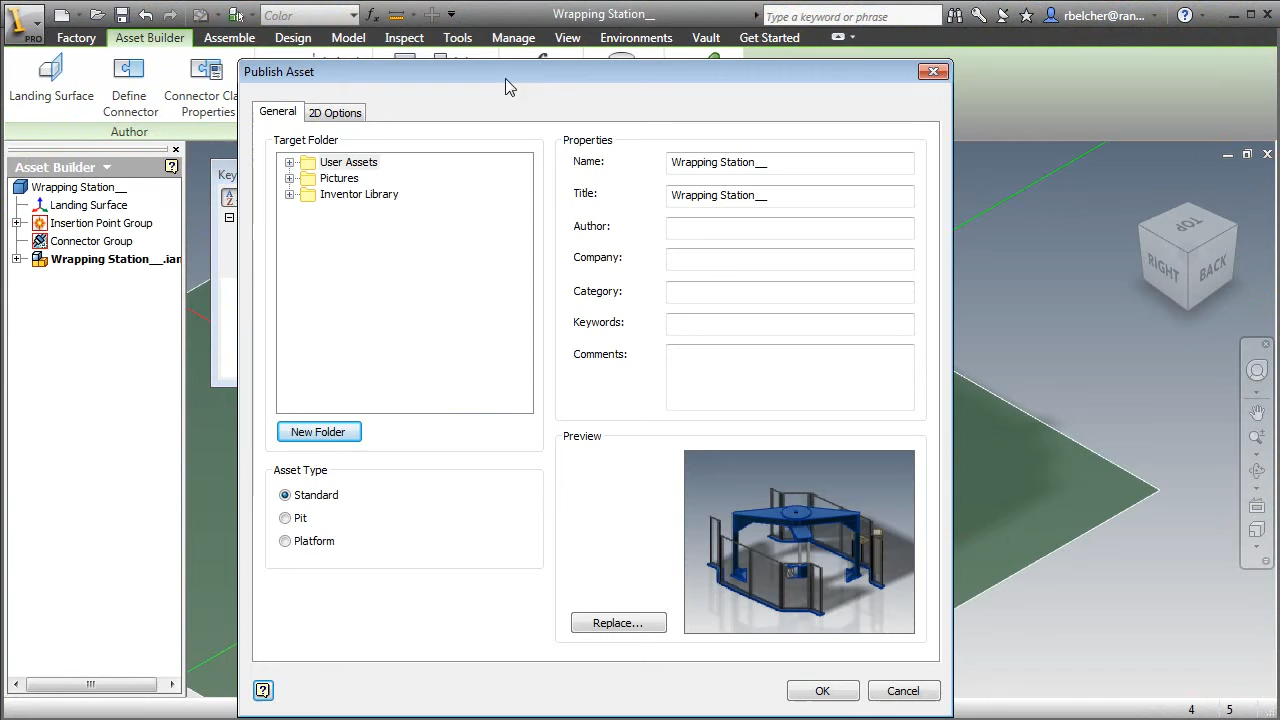 Color
Wrapping Station__
Type a keyword or phrase
rbelcher@ran...
PRO
Factory
Asset Builder
Assemble
Design
Model
Inspect
Tools
Manage
View
Environments
Vault
Get Started
Landing Surface
Define
Connector
Connector Cla
Properties
Author
Publish Asset
General
2D Options
Asset Builder
Wrapping Station__
Landing Surface
Insertion Point Group
Connector Group
Wrapping Station__.iam
Key
Target Folder
User Assets
Pictures
Inventor Library
New Folder
Asset Type
Standard
Pit
Platform
Properties
Name:
Wrapping Station__
Title:
Wrapping Station__
Author:
Company:
Category:
Keywords:
Comments:
Preview
Replace...
OK
Cancel
TOP
RIGHT
BACK
4
5